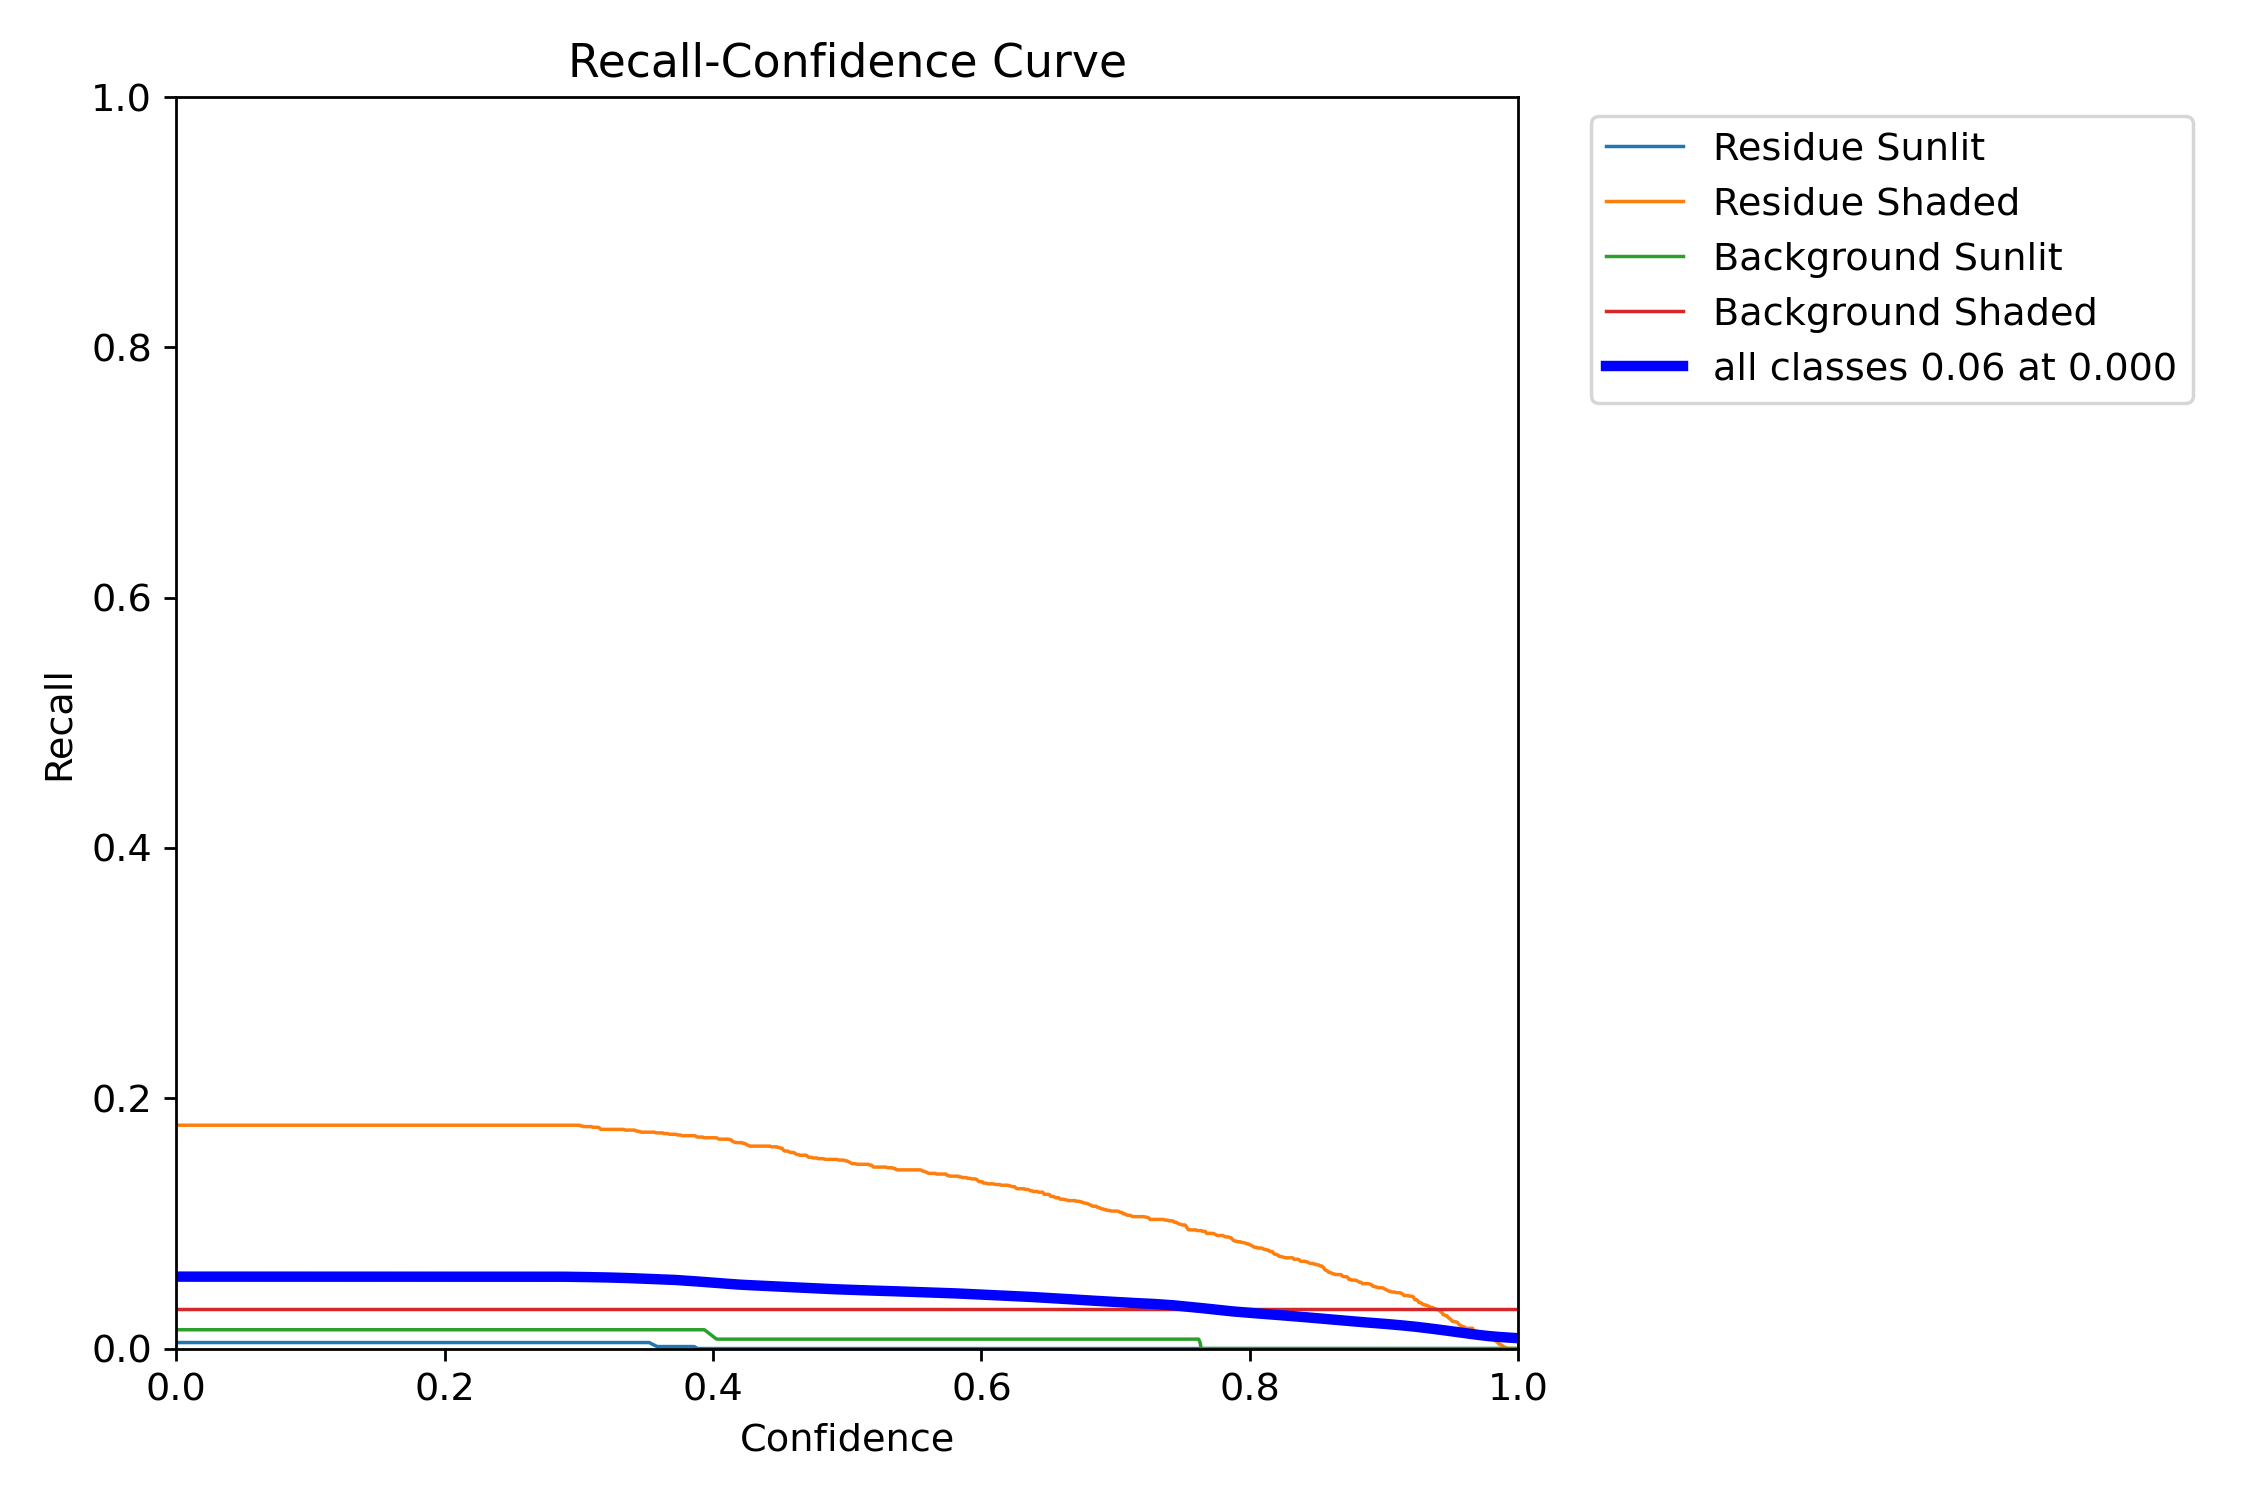 Recall-Confidence Curve
1.0
0.8
0.6
0.4
0.2
0.0
Recall
0.0 0.2 0.4 0.6 0.8 1.0
Confidence
Residue Sunlit
Residue Shaded
Background Sunlit
Background Shaded
all classes 0.06 at 0.000